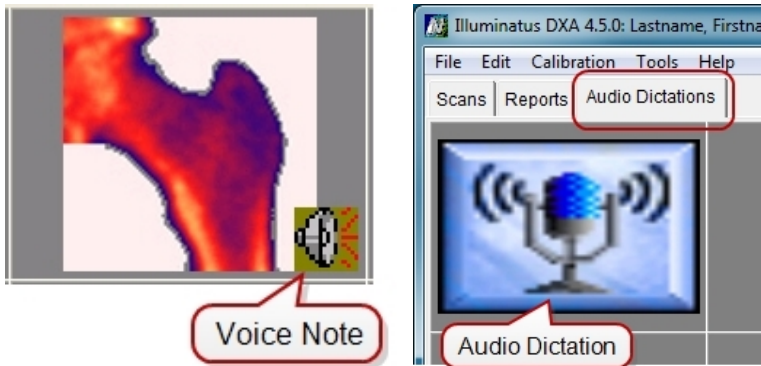 Voice Note
Illuminatus DXA 4.5.0: Lastname, Firstna
File Edit Calibration Tools Help
Scans Reports Audio Dictations
Audio Dictation